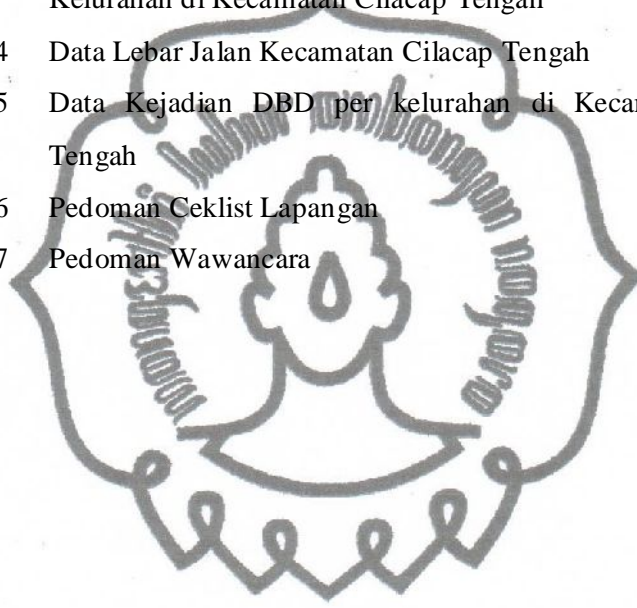 Kelurahan di Kecamatan Cilacap Tengah
4 Data Lebar Jalan Kecamatan Cilacap Tengah
5 Data Kejadian DBD per kelurahan di Kecam
Tengah
6 Pedoman Ceklist Lapangan
7 Pedoman Wawancara